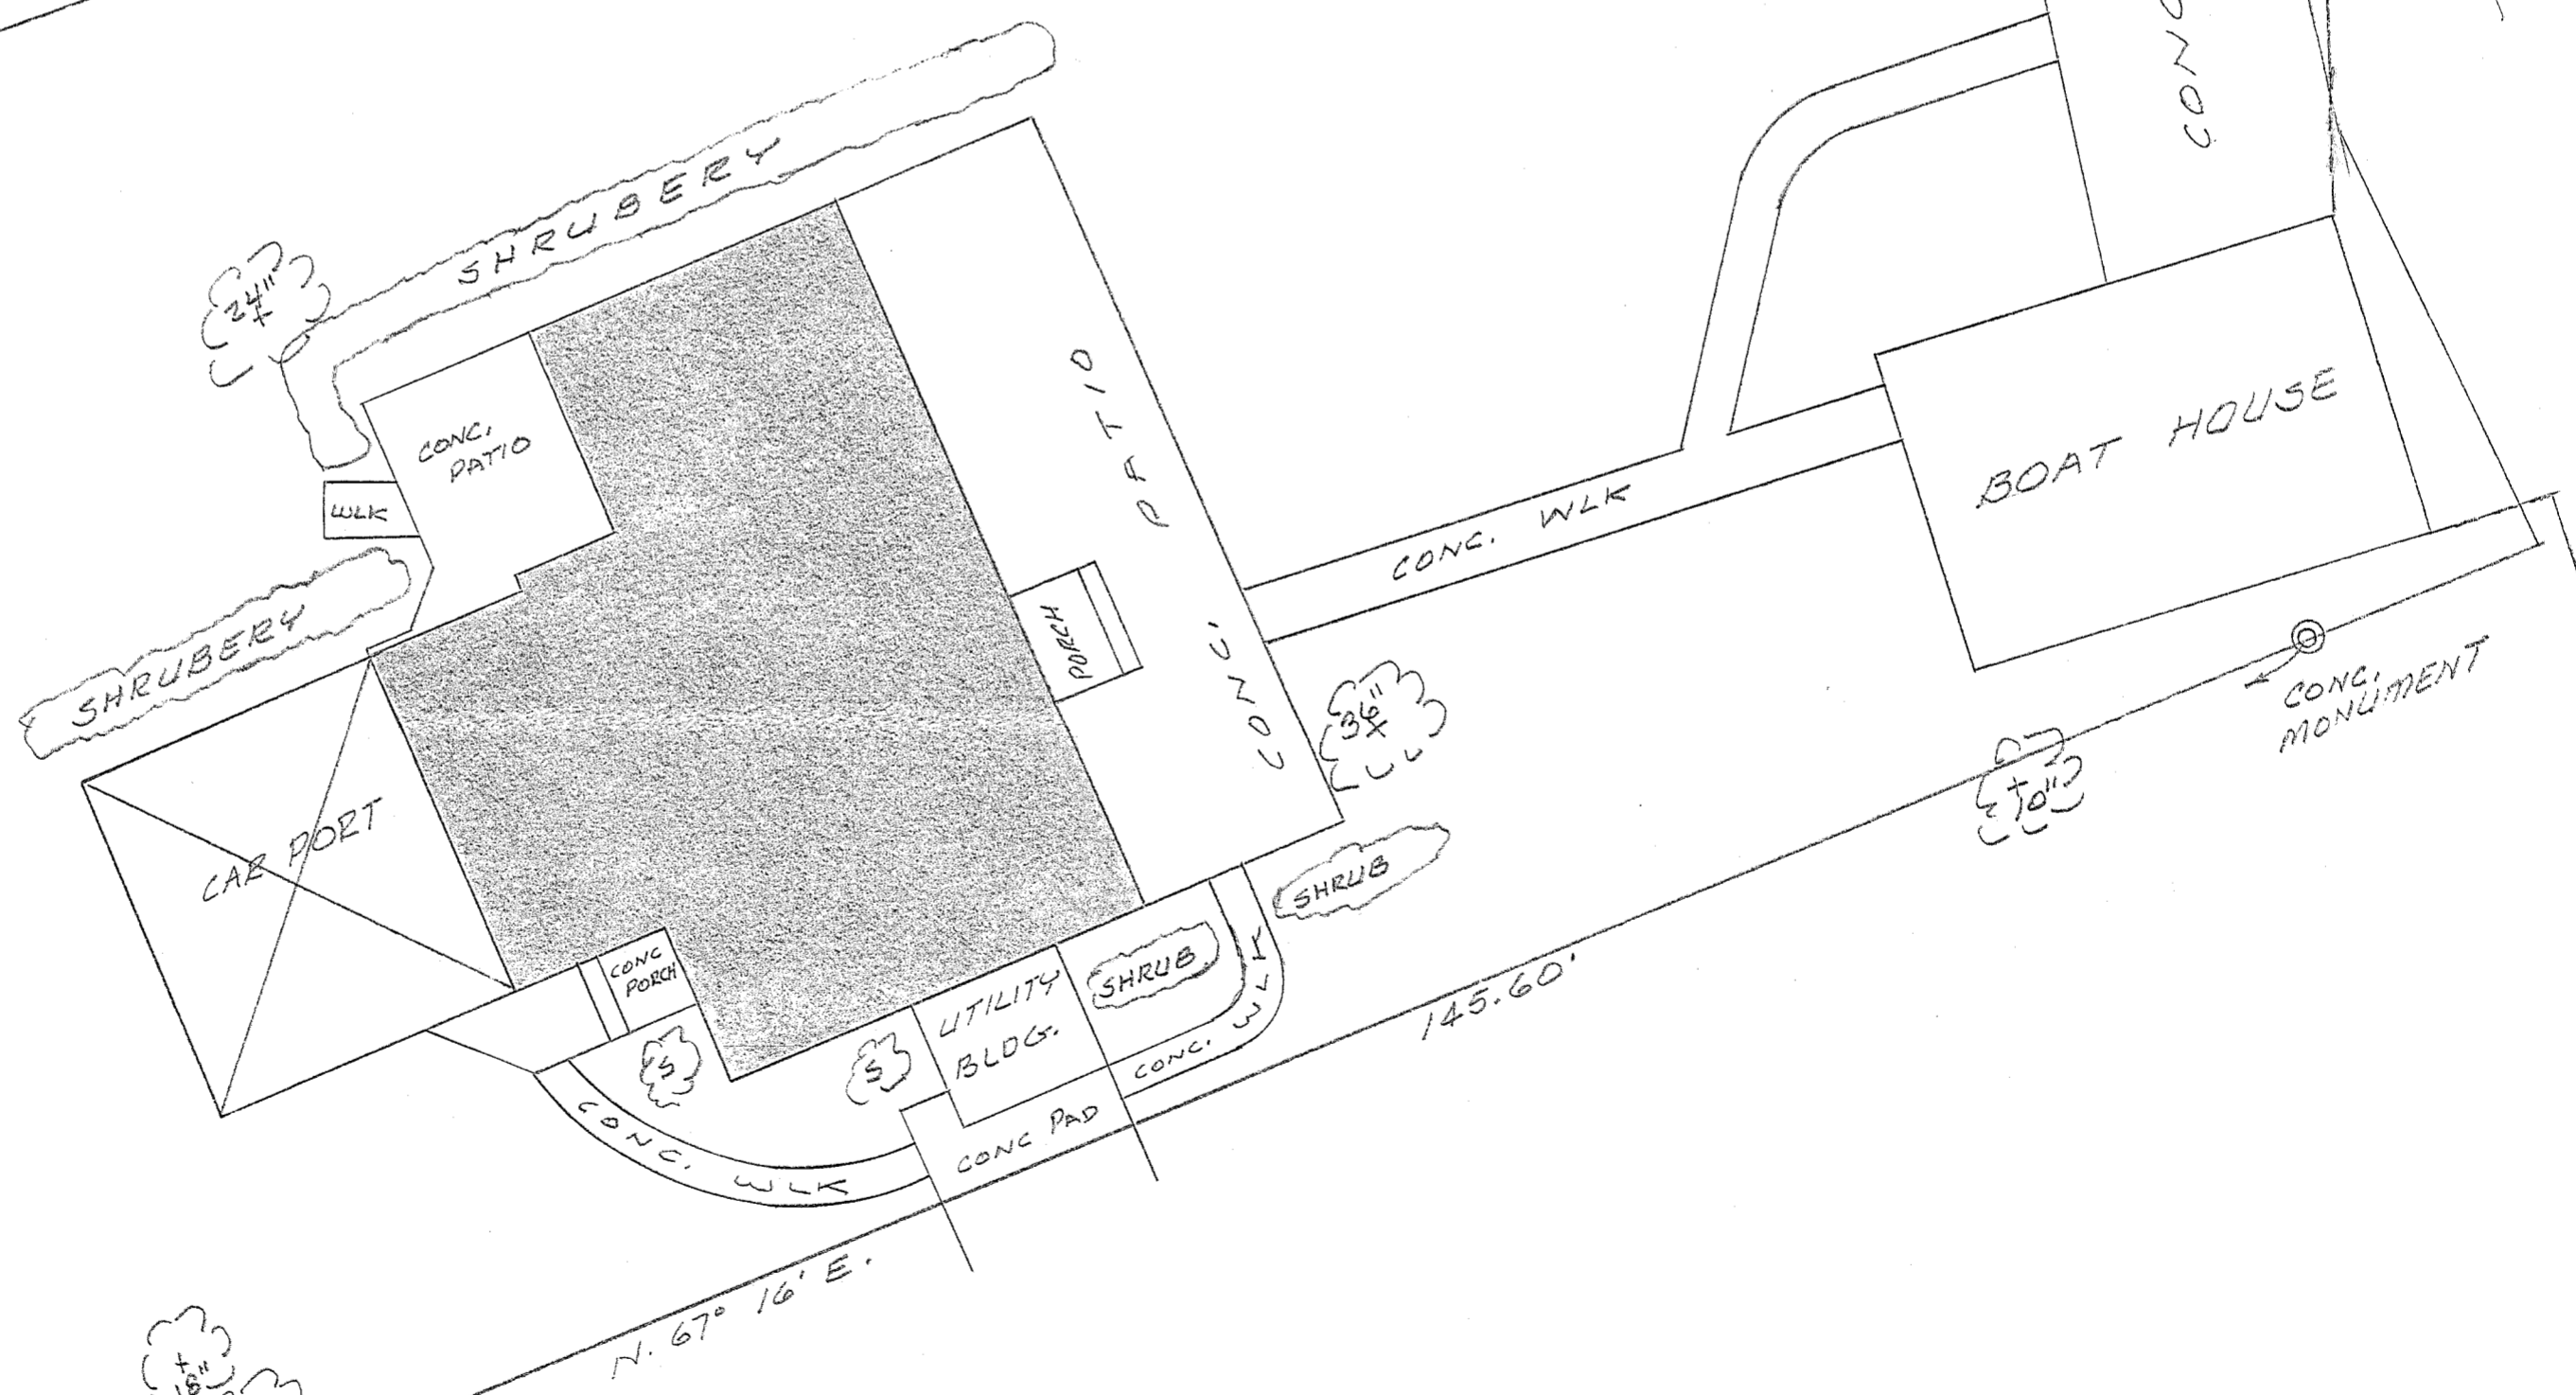 SHRUBERY
24"
CONC.
PATIO
WLK
SHRUBERY
CAR PORT
CONC
PORCH
S
S
UTILITY
BLDG.
SHRUB
SHRUB
CONC. WLK
CONC PAD
CONC. WLK
CONC. PATIO
PORCH
36"
CONC. WLK
BOAT HOUSE
CONC.
MONUMENT
10"
N. 67° 16' E.
145.60'
18"